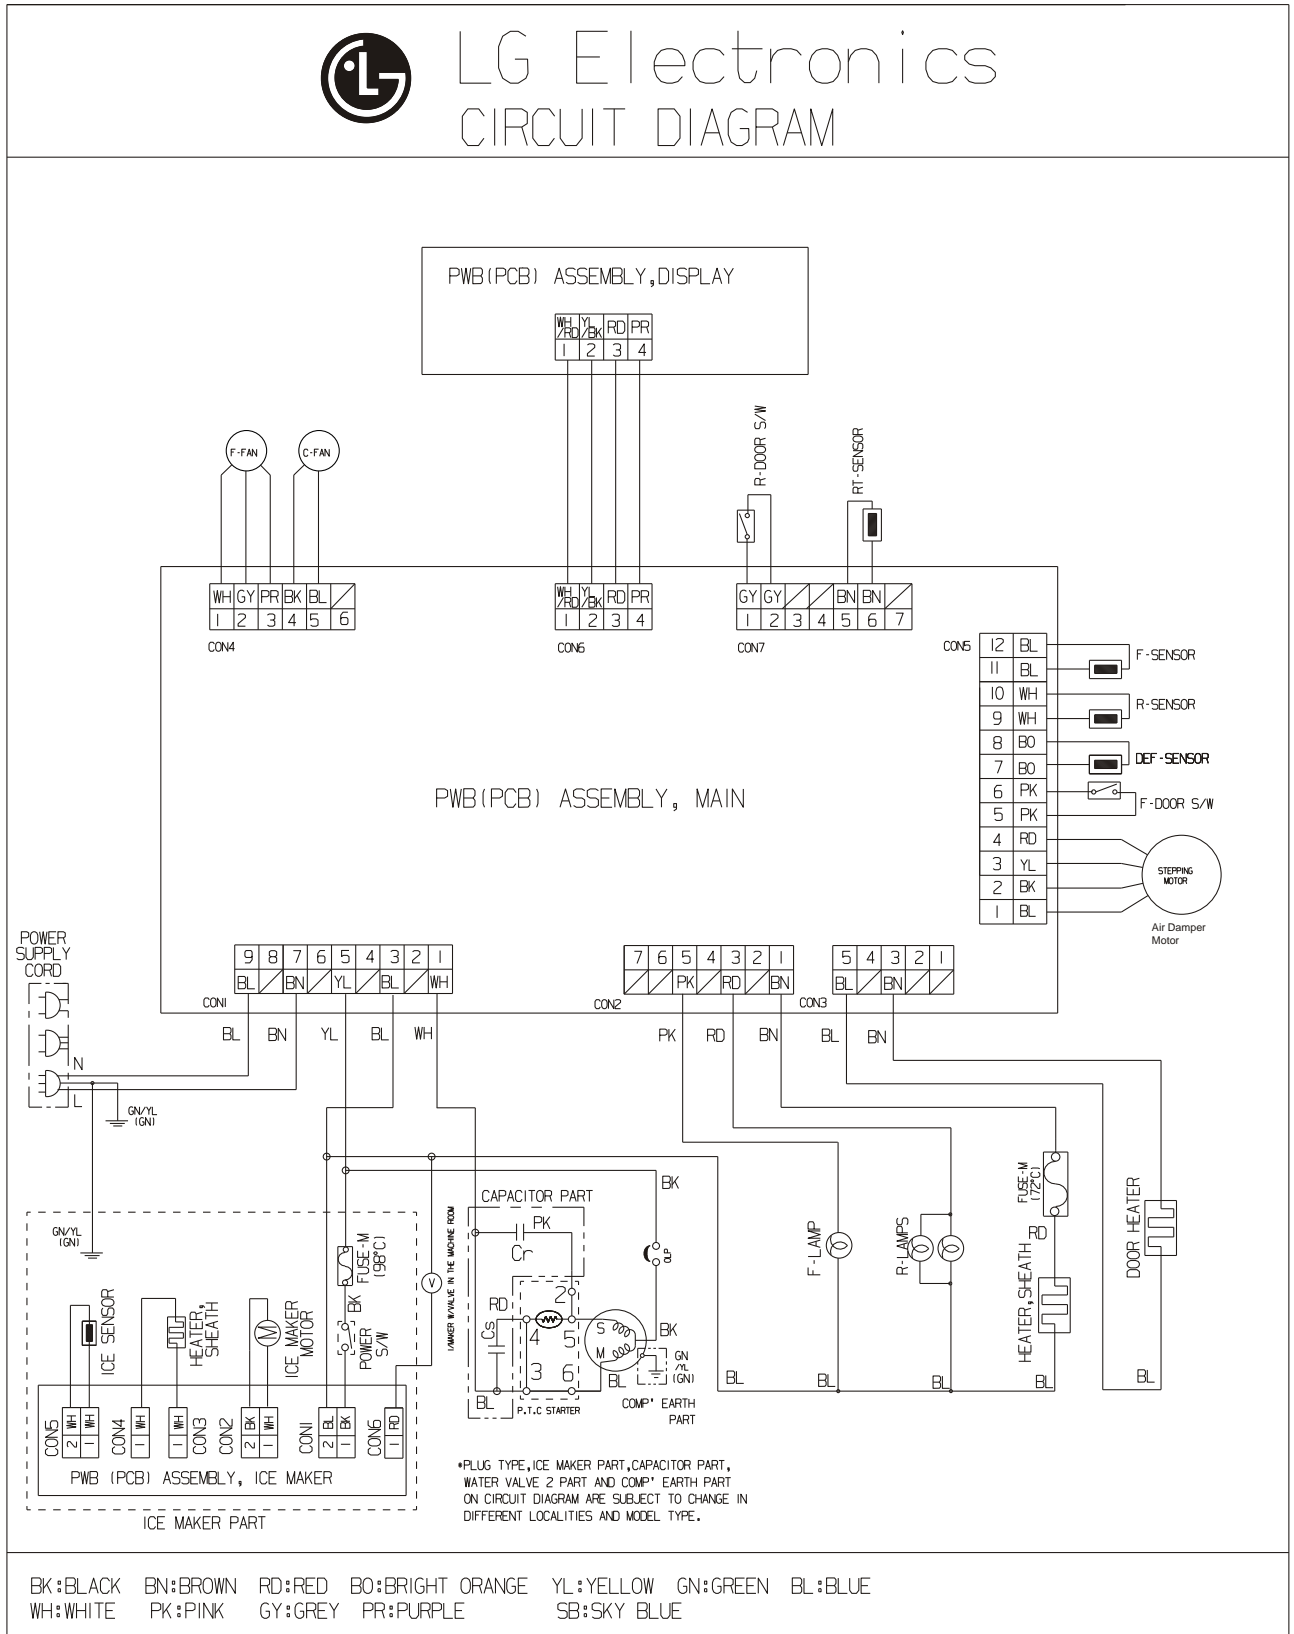 LG LG Electronics
CIRCUIT DIAGRAM
PWB(PCB) ASSEMBLY,DISPLAY
WH/RD YL/BK RD PR
1 2 3 4
F-FAN
C-FAN
R-DOOR S/W
RT-SENSOR
WH GY PR BK BL
1 2 3 4 5 6
CON4
WH/RD YL/BK RD PR
1 2 3 4
CON6
GY GY BN BN
1 2 3 4 5 6 7
CON7
CON5
12 BL
11 BL
F-SENSOR
10 WH
9 WH
R-SENSOR
8 BO
7 BO
DEF-SENSOR
6 PK
5 PK
F-DOOR S/W
4 RD
3 YL
2 BK
1 BL
STEPPING
MOTOR
Air Damper
Motor
PWB(PCB) ASSEMBLY, MAIN
POWER
SUPPLY
CORD
N
L
GN/YL
(GN)
9 8 7 6 5 4 3 2 1
BL BN YL BL WH
CON1
BL BN YL BL WH
7 6 5 4 3 2 1
PK RD BN
CON2
PK RD BN
5 4 3 2 1
BL BN
CON3
BL BN
GN/YL
(GN)
ICE SENSOR
HEATER,
SHEATH
ICE MAKER
MOTOR
FUSE-M
(98°C)
BK
POWER
S/W
V
I/MAKER W/VALVE IN THE MACHINE ROOM
CAPACITOR PART
PK
Cr
RD
Cs
BL
2
4 5
3 6
P.T.C STARTER
S
M
BL
BK
OLP
BK
GN
/YL
(GN)
COMP' EARTH
PART
F-LAMP
R-LAMPS
FUSE-M
(72°C)
RD
HEATER,SHEATH
DOOR HEATER
BL BL BL BL BL
CON5
2 WH
1 WH
CON4
1 WH
1 WH
CON3
CON2
2 BK
1 WH
CON1
2 BL
1 BK
CON6
1 RD
PWB (PCB) ASSEMBLY, ICE MAKER
ICE MAKER PART
*PLUG TYPE,ICE MAKER PART,CAPACITOR PART,
WATER VALVE 2 PART AND COMP' EARTH PART
ON CIRCUIT DIAGRAM ARE SUBJECT TO CHANGE IN
DIFFERENT LOCALITIES AND MODEL TYPE.
BK:BLACK BN:BROWN RD:RED BO:BRIGHT ORANGE YL:YELLOW GN:GREEN BL:BLUE
WH:WHITE PK:PINK GY:GREY PR:PURPLE SB:SKY BLUE